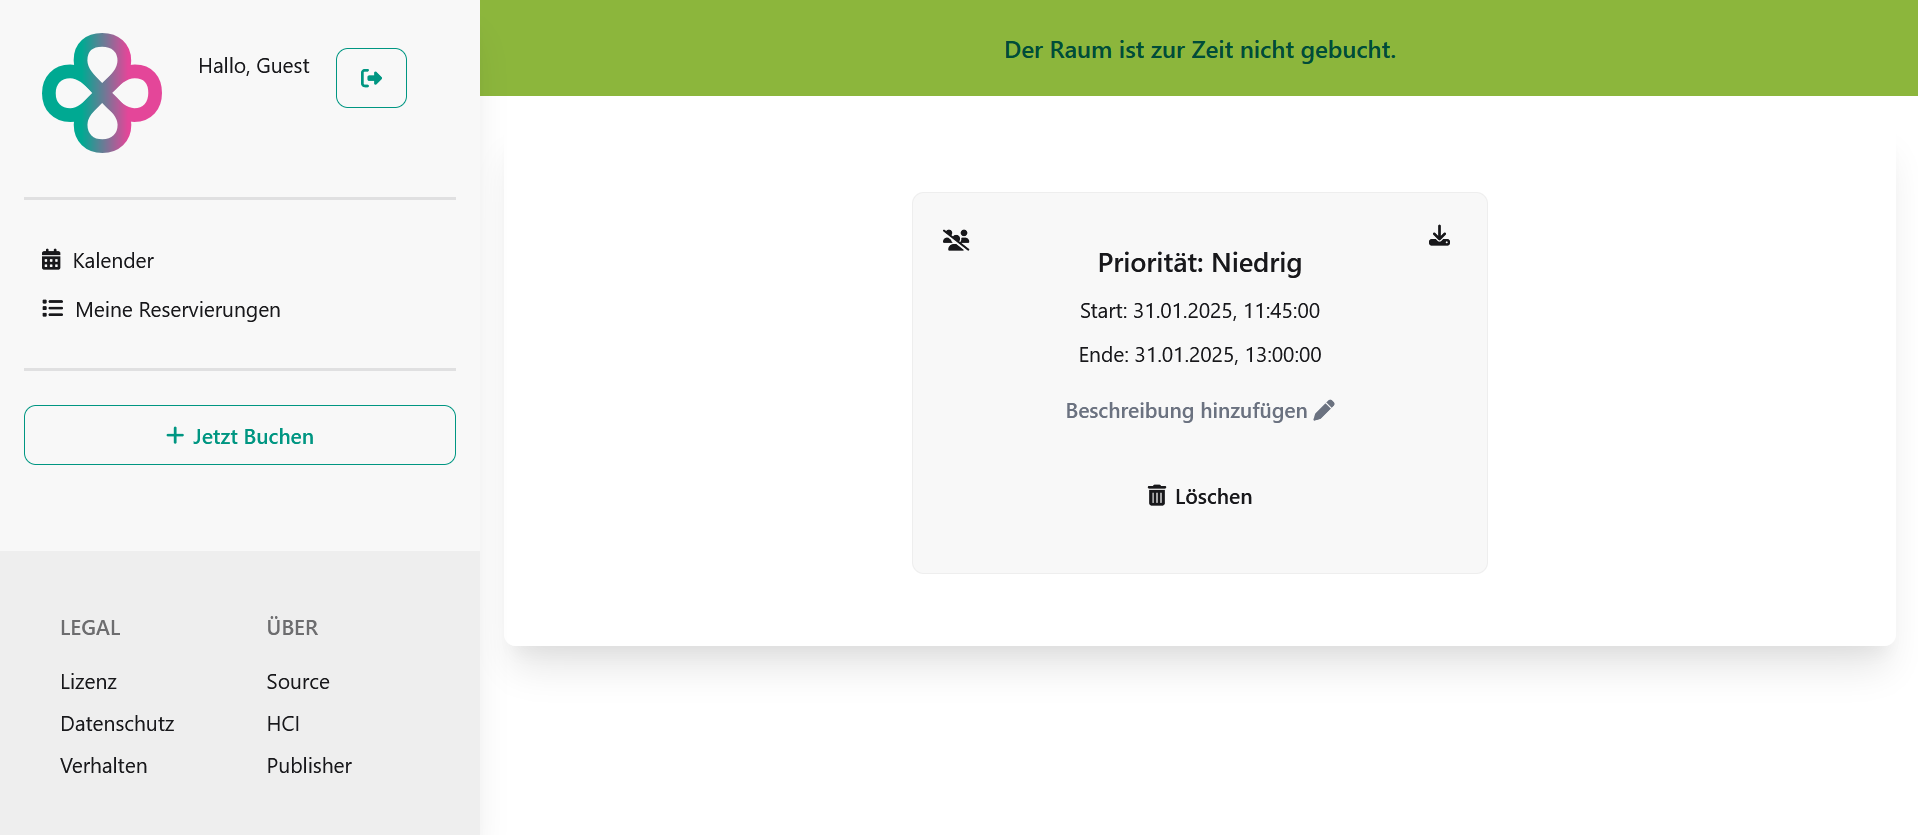 Hallo, Guest
Kalender
Meine Reservierungen
Jetzt Buchen
LEGAL
Lizenz
Datenschutz
Verhalten
ÜBER
Source
HCI
Publisher
Der Raum ist zur Zeit nicht gebucht.
Priorität: Niedrig
Start: 31.01.2025, 11:45:00
Ende: 31.01.2025, 13:00:00
Beschreibung hinzufügen
Löschen